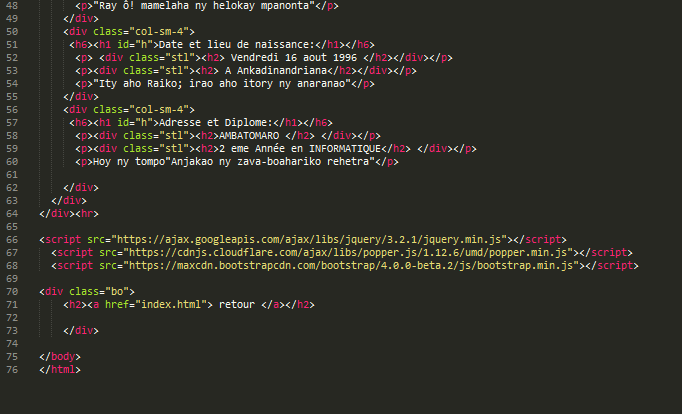 48 <p>"Ray ô! mamelaha ny helokay mpanonta"</p>
49 </div>
50 <div class="col-sm-4">
51 <h6><h1 id="h">Date et lieu de naissance:</h1></h6>
52 <p> <div class="stl"><h2> Vendredi 16 aout 1996 </h2></div></p>
53 <p><div class="stl"><h2> A Ankadinandriana</h2></div></p>
54 <p>"Ity aho Raiko; irao aho itory ny anaranao"</p>
55 </div>
56 <div class="col-sm-4">
57 <h6><h1 id="h">Adresse et Diplome:</h1></h6>
58 <p><div class="stl"><h2>AMBATOMARO </h2> </div></p>
59 <p><div class="stl"><h2>2 eme Année en INFORMATIQUE</h2> </div></p>
60 <p>Hoy ny tompo"Anjakao ny zava-boahariko rehetra"</p>
61
62 </div>
63 </div>
64 </div><hr>
65
66 <script src="https://ajax.googleapis.com/ajax/libs/jquery/3.2.1/jquery.min.js"></script>
67 <script src="https://cdnjs.cloudflare.com/ajax/libs/popper.js/1.12.6/umd/popper.min.js"></script>
68 <script src="https://maxcdn.bootstrapcdn.com/bootstrap/4.0.0-beta.2/js/bootstrap.min.js"></script>
69
70 <div class="bo">
71 <h2><a href="index.html"> retour </a></h2>
72
73 </div>
74
75 </body>
76 </html>